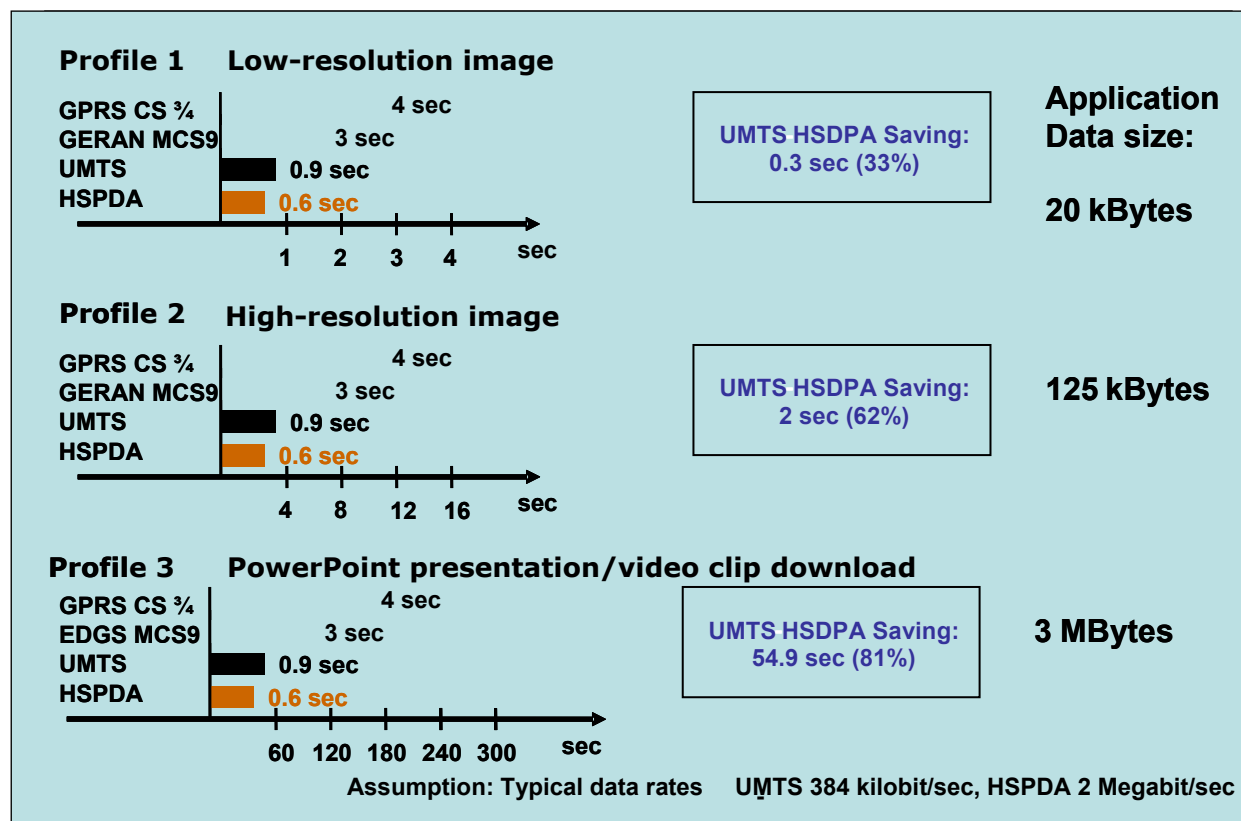 Profile 1 Low-resolution image
GPRS CS ¾ 4 sec
GERAN MCS9 3 sec
UMTS 0.9 sec
HSPDA 0.6 sec
1 2 3 4 sec
UMTS HSDPA Saving:
0.3 sec (33%)
Application
Data size:
20 kBytes
Profile 2 High-resolution image
GPRS CS ¾ 4 sec
GERAN MCS9 3 sec
UMTS 0.9 sec
HSPDA 0.6 sec
4 8 12 16 sec
UMTS HSDPA Saving:
2 sec (62%)
125 kBytes
Profile 3 PowerPoint presentation/video clip download
GPRS CS ¾ 4 sec
EDGS MCS9 3 sec
UMTS 0.9 sec
HSPDA 0.6 sec
60 120 180 240 300 sec
UMTS HSDPA Saving:
54.9 sec (81%)
3 MBytes
Assumption: Typical data rates UMTS 384 kilobit/sec, HSPDA 2 Megabit/sec